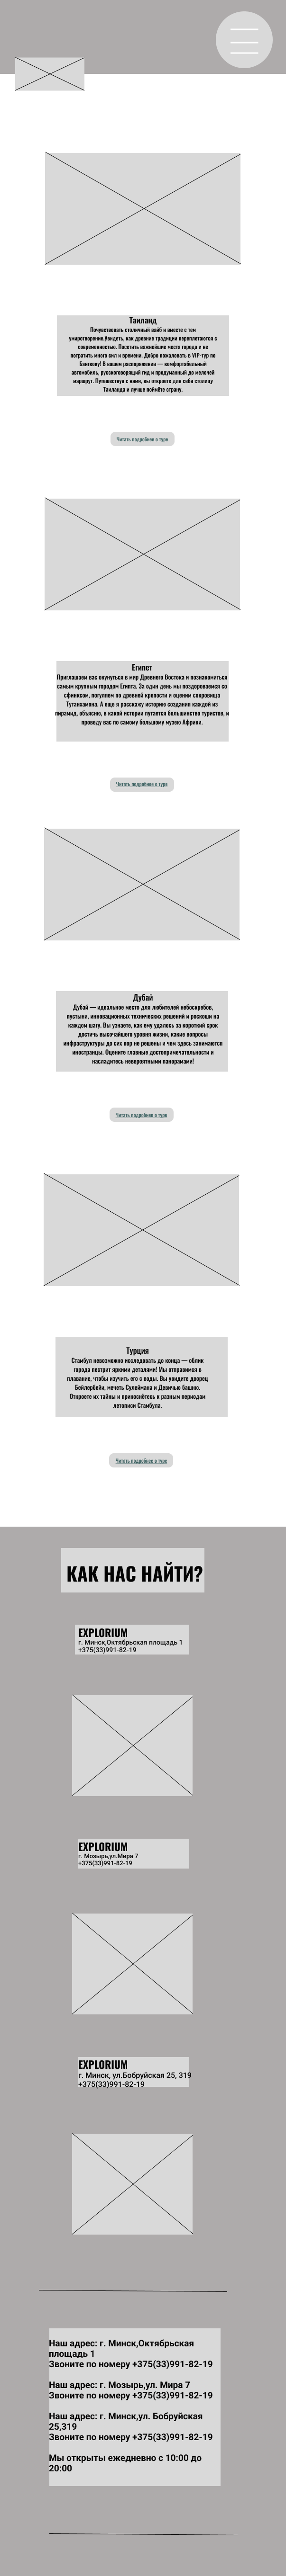 Таиланд
Почувствовать столичный вайб и вместе с тем
умиротворение.Увидеть, как древние традиции переплетаются с
современностью. Посетить важнейшие места города и не
потратить много сил и времени. Добро пожаловать в VIP-тур по
Бангкоку! В вашем распоряжении — комфортабельный
автомобиль, русскоговорящий гид и продуманный до мелочей
маршрут. Путешествуя с нами, вы откроете для себя столицу
Таиланда и лучше поймёте страну.
Читать подробнее о туре
Египет
Приглашаем вас окунуться в мир Древнего Востока и познакомиться
самым крупным городом Египта. За один день мы поздороваемся со
сфинксом, погуляем по древней крепости и оценим сокровища
Тутанхамона. А еще я расскажу историю создания каждой из
пирамид, объясню, в какой истории путается большинство туристов, и
проведу вас по самому большому музею Африки.
Читать подробнее о туре
Дубай
Дубай — идеальное место для любителей небоскребов,
пустыни, инновационных технических решений и роскоши на
каждом шагу. Вы узнаете, как ему удалось за короткий срок
достичь высочайшего уровня жизни, какие вопросы
инфраструктуры до сих пор не решены и чем здесь занимаются
иностранцы. Оцените главные достопримечательности и
насладитесь невероятными панорамами!
Читать подробнее о туре
Турция
Стамбул невозможно исследовать до конца — облик
города пестрит яркими деталями! Мы отправимся в
плавание, чтобы изучить его с воды. Вы увидите дворец
Бейлербейи, мечеть Сулеймана и Девичью башню.
Откроете их тайны и прикоснётесь к разным периодам
летописи Стамбула.
Читать подробнее о туре
КАК НАС НАЙТИ?
EXPLORIUM
г. Минск,Октябрьская площадь 1
+375(33)991-82-19
EXPLORIUM
г. Мозырь,ул.Мира 7
+375(33)991-82-19
EXPLORIUM
г. Минск, ул.Бобруйская 25, 319
+375(33)991-82-19
Наш адрес: г. Минск,Октябрьская
площадь 1
Звоните по номеру +375(33)991-82-19
Наш адрес: г. Мозырь,ул. Мира 7
Звоните по номеру +375(33)991-82-19
Наш адрес: г. Минск,ул. Бобруйская
25,319
Звоните по номеру +375(33)991-82-19
Мы открыты ежедневно с 10:00 до
20:00